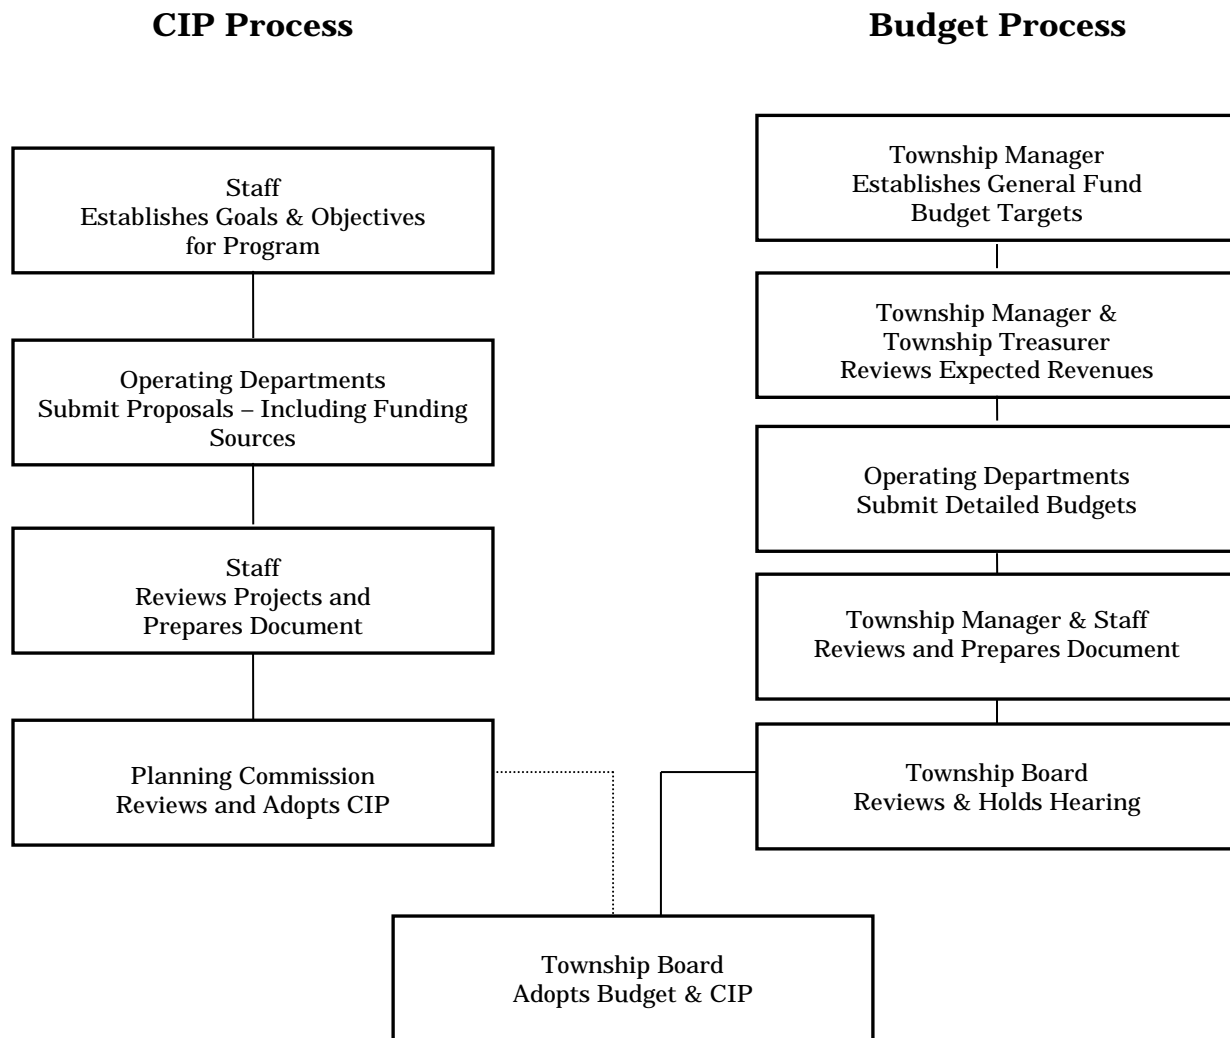 CIP Process
Staff
Establishes Goals & Objectives
for Program
Operating Departments
Submit Proposals – Including Funding
Sources
Staff
Reviews Projects and
Prepares Document
Planning Commission
Reviews and Adopts CIP
Budget Process
Township Manager
Establishes General Fund
Budget Targets
Township Manager &
Township Treasurer
Reviews Expected Revenues
Operating Departments
Submit Detailed Budgets
Township Manager & Staff
Reviews and Prepares Document
Township Board
Reviews & Holds Hearing
Township Board
Adopts Budget & CIP